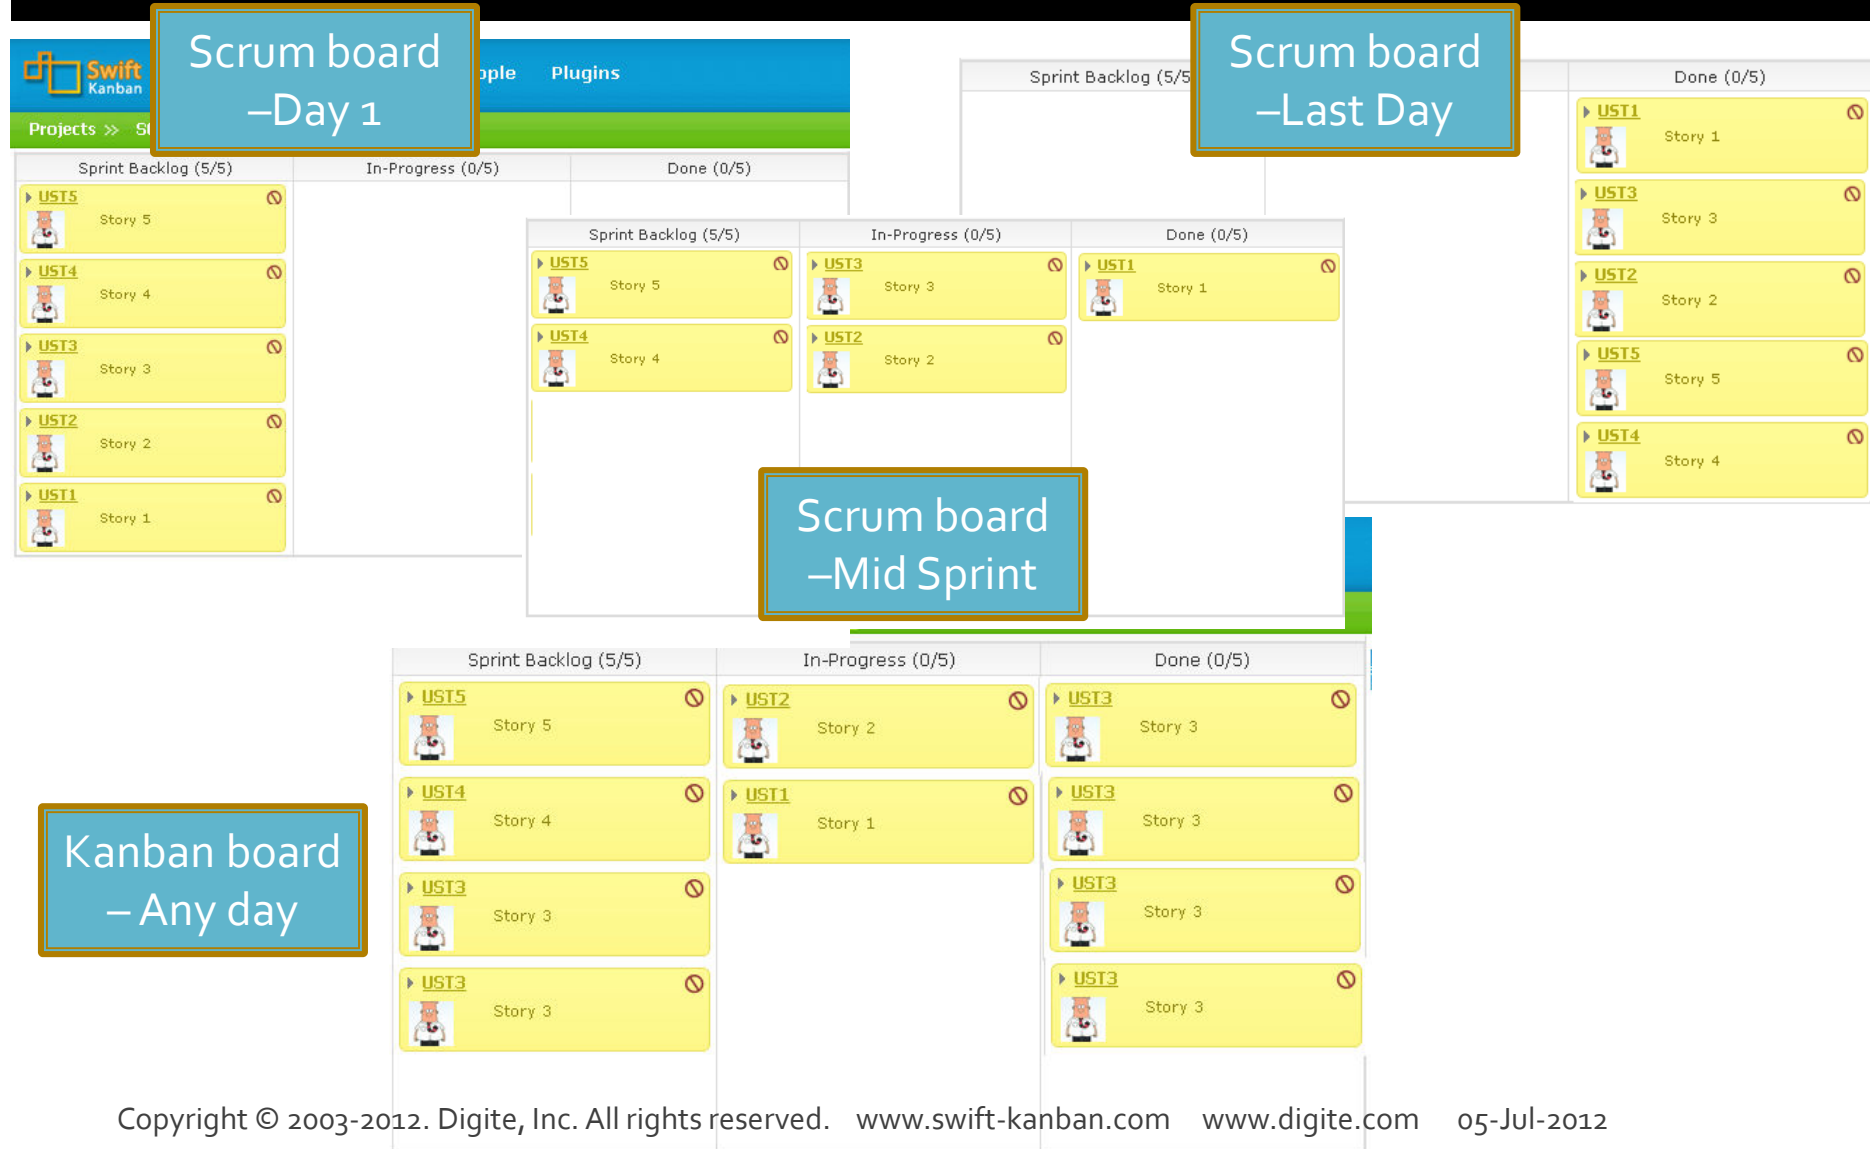 Scrum board
–Day 1
Swift
Kanban
Plugins
Projects »
Sprint Backlog (5/5) In-Progress (0/5) Done (0/5)
UST5
Story 5
UST4
Story 4
UST3
Story 3
UST2
Story 2
UST1
Story 1
Scrum board
–Last Day
Sprint Backlog (5/5 Done (0/5)
UST1
Story 1
UST3
Story 3
UST2
Story 2
UST5
Story 5
UST4
Story 4
Sprint Backlog (5/5) In-Progress (0/5) Done (0/5)
UST5 UST3 UST1
Story 5 Story 3 Story 1
UST4 UST2
Story 4 Story 2
Scrum board
–Mid Sprint
Kanban board
– Any day
Sprint Backlog (5/5) In-Progress (0/5) Done (0/5)
UST5 UST2 UST3
Story 5 Story 2 Story 3
UST4 UST1 UST3
Story 4 Story 1 Story 3
UST3 UST3
Story 3 Story 3
UST3 UST3
Story 3 Story 3
Copyright © 2003-2012. Digite, Inc. All rights reserved. www.swift-kanban.com www.digite.com 05-Jul-2012